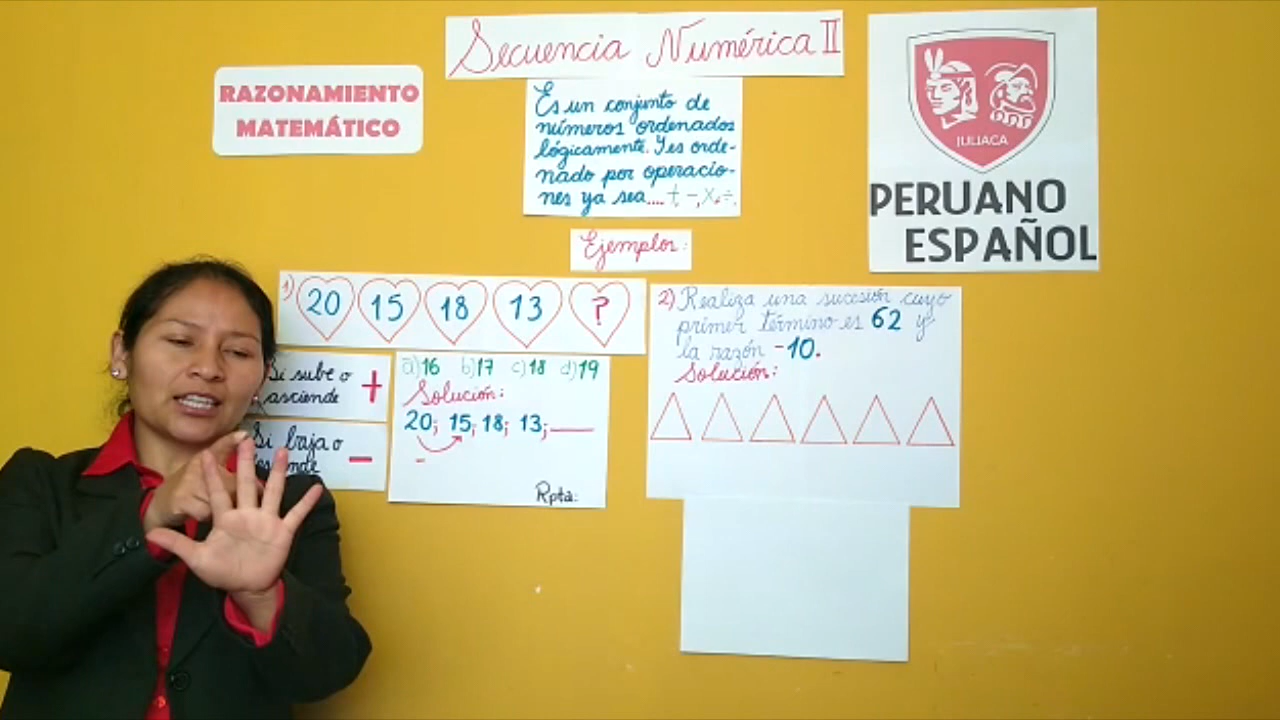 Secuencia Numérica II
RAZONAMIENTO
MATEMÁTICO
Es un conjunto de
números ordenados
lógicamente. Y es orde-
nado por operacio-
nes ya sea.... +, -, x, ÷,
JULIACA
PERUANO
ESPAÑOL
Ejemplos:
1) 20 15 18 13 ?
Si sube o
asciende +
Si baja o
-
a)16 b)17 c)18 d)19
Solución:
20; 15; 18; 13;
-
Rpta:
2) Realiza una sucesión cuyo
primer término es 62 y
la razón -10.
Solución: